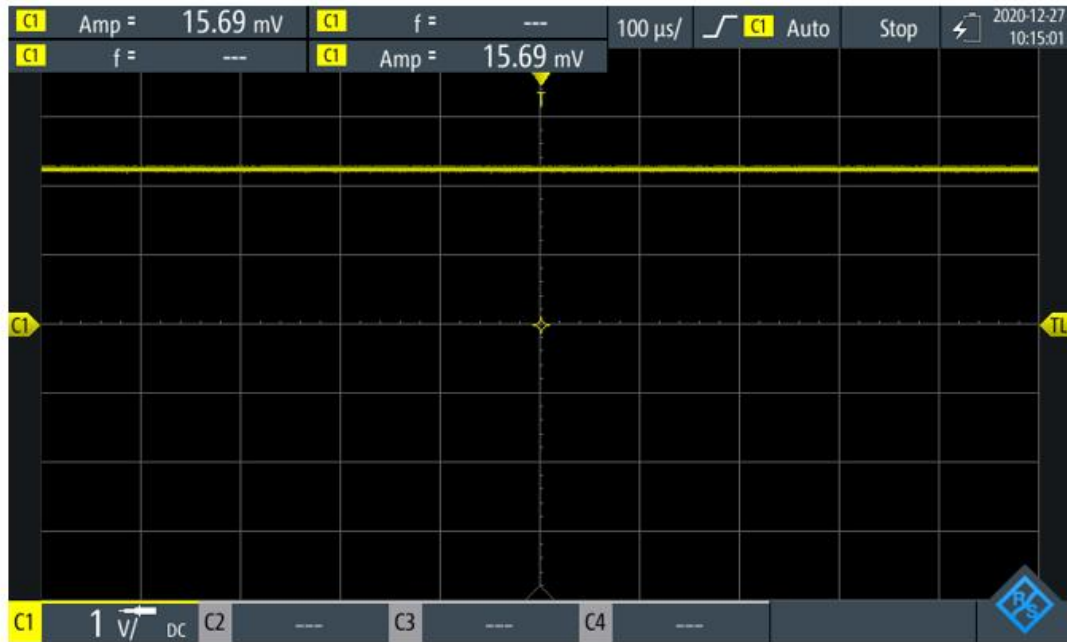 C1 Amp = 15.69 mV C1 f = --- 100 µs/ C1 Auto Stop 2020-12-27
10:15:01
C1 f = --- C1 Amp = 15.69 mV
T
C1 TL
C1 1 V/ DC C2 --- C3 --- C4 --- R S